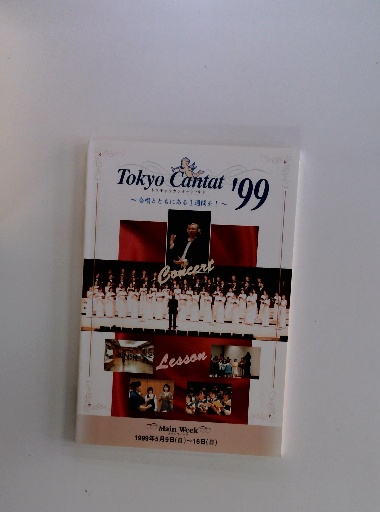 Tokyo Cantat '99
～合唱とともにある1週間を!～
Concert
Lesson
Main Week
1999年5月9日(日)～16日(日)